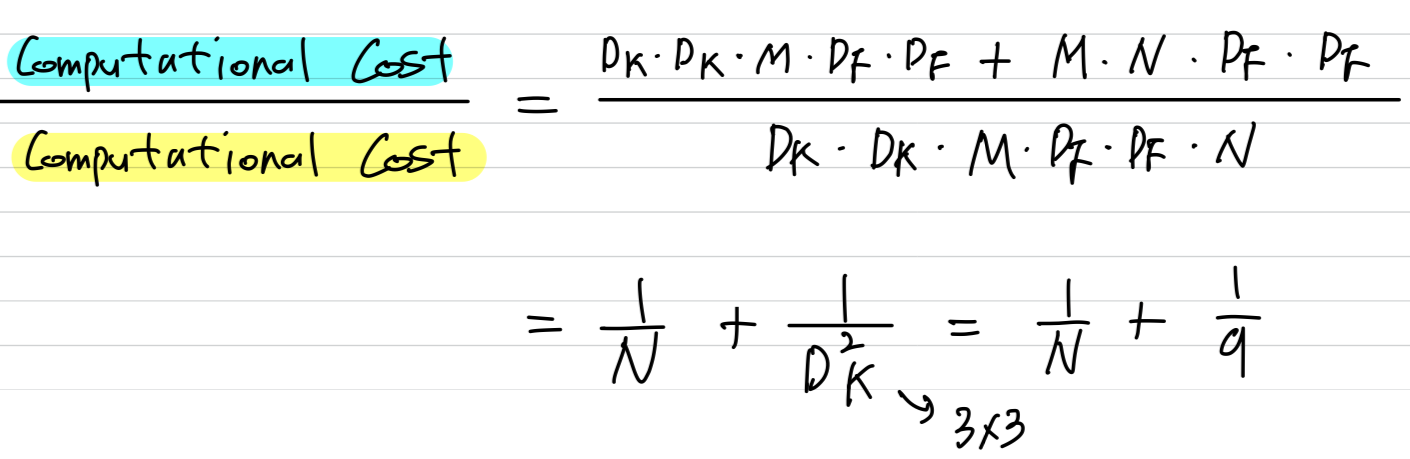 Computational Cost / Computational Cost = (DK · DK · M · DF · DF + M · N · DF · DF) / (DK · DK · M · DF · DF · N)
= 1/N + 1/D²K = 1/N + 1/9
↘ 3×3